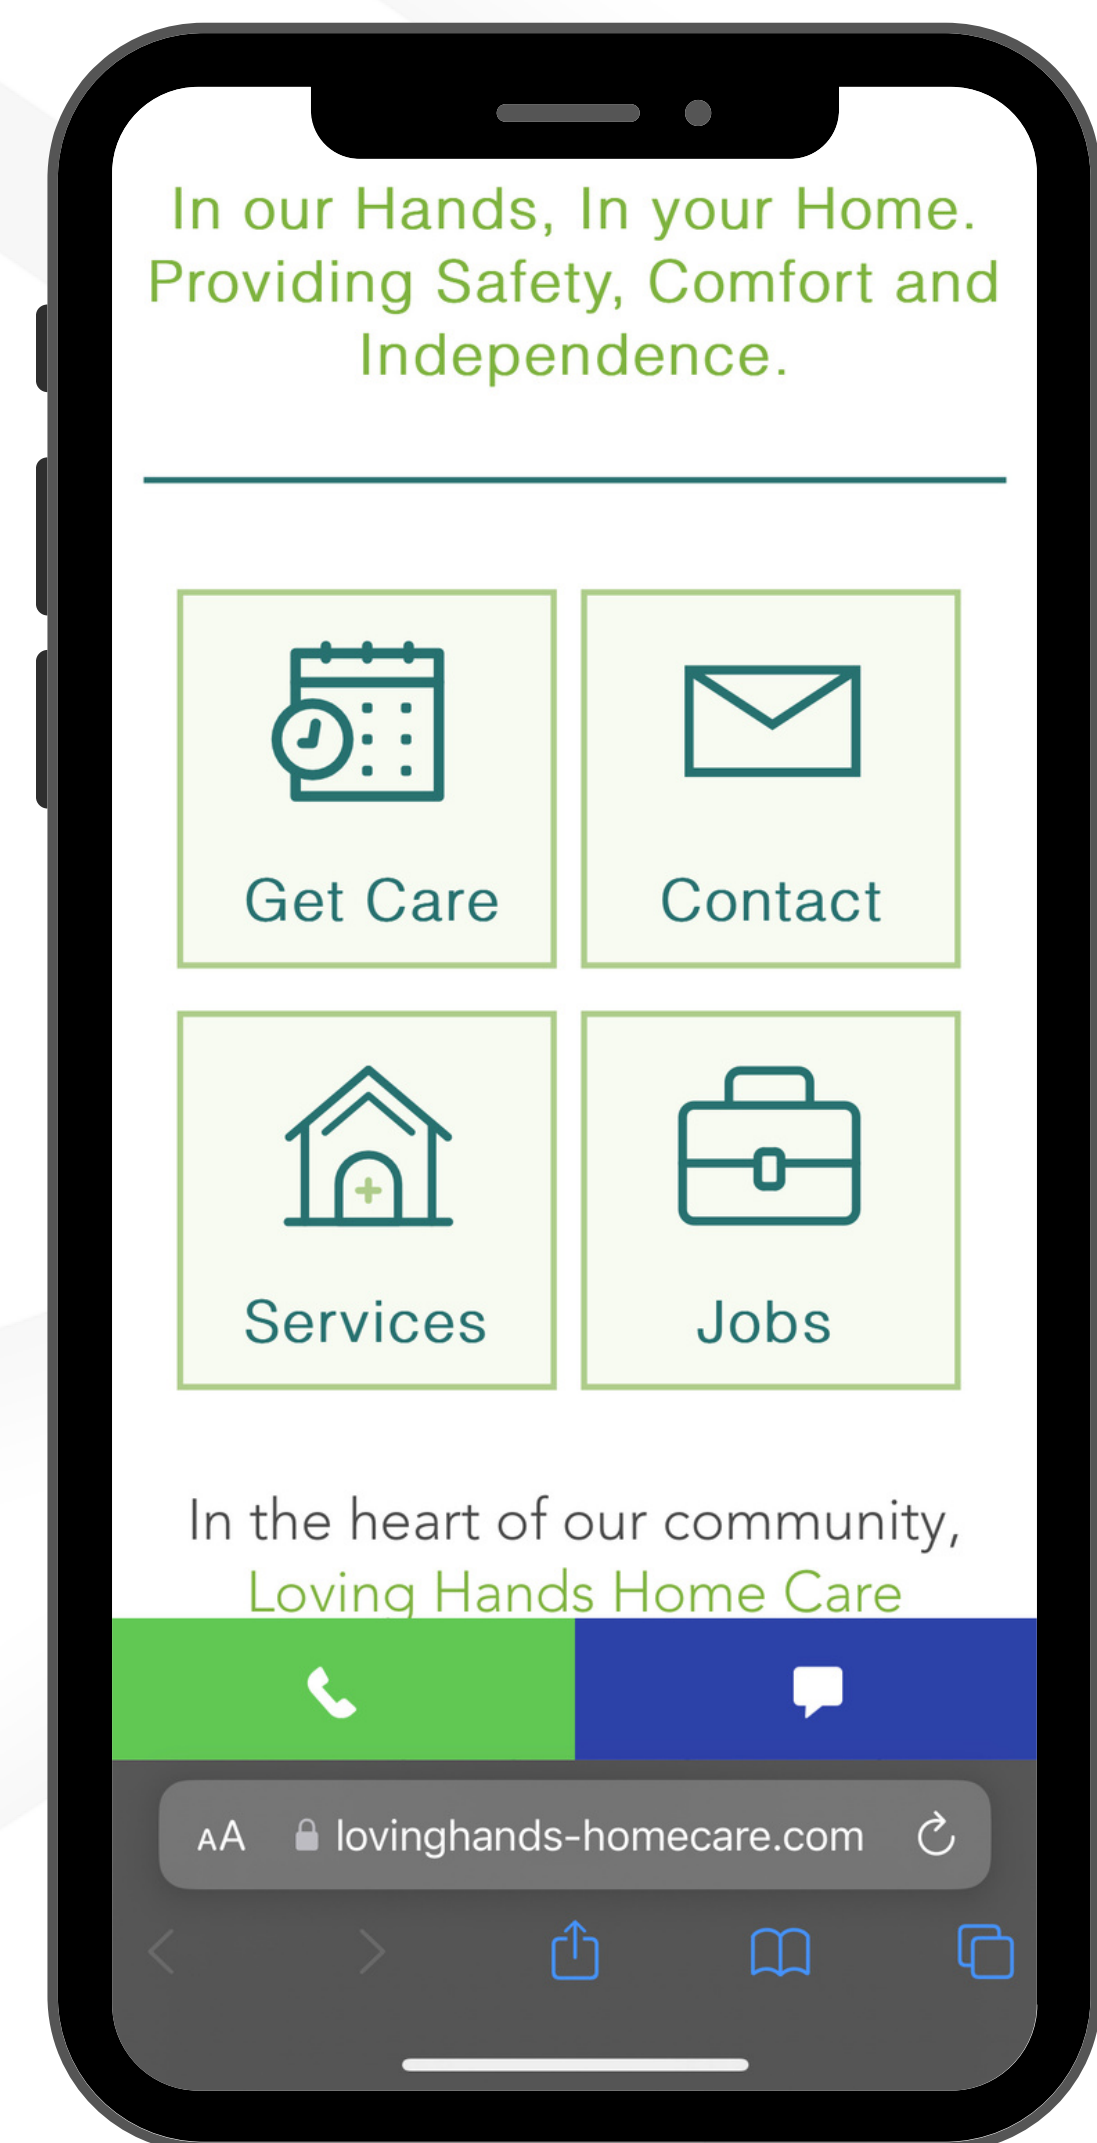 In our Hands, In your Home.
Providing Safety, Comfort and
Independence.
Get Care
Contact
Services
Jobs
In the heart of our community,
Loving Hands Home Care
AA lovinghands-homecare.com